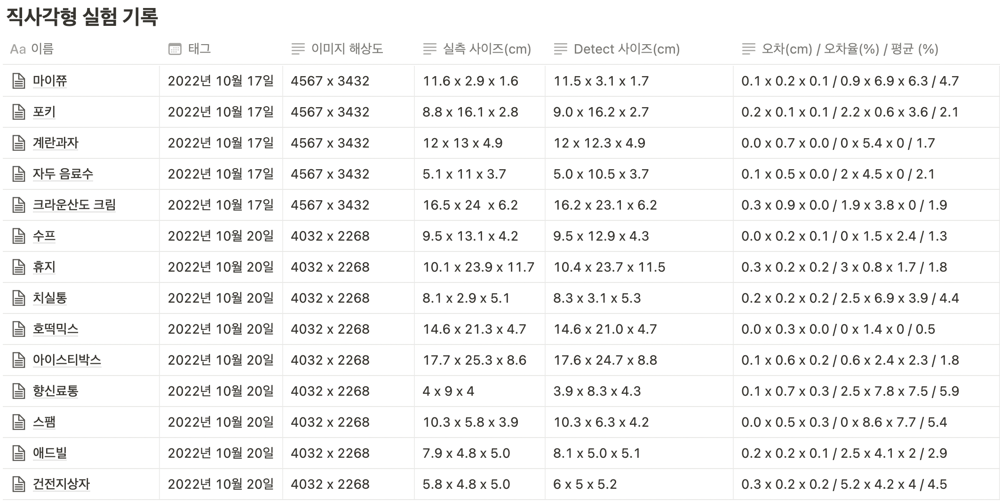 직사각형 실험 기록
Aa 이름 태그 이미지 해상도 실측 사이즈(cm) Detect 사이즈(cm) 오차(cm) / 오차율(%) / 평균 (%)
마이쮸 2022년 10월 17일 4567 x 3432 11.6 x 2.9 x 1.6 11.5 x 3.1 x 1.7 0.1 x 0.2 x 0.1 / 0.9 x 6.9 x 6.3 / 4.7
포키 2022년 10월 17일 4567 x 3432 8.8 x 16.1 x 2.8 9.0 x 16.2 x 2.7 0.2 x 0.1 x 0.1 / 2.2 x 0.6 x 3.6 / 2.1
계란과자 2022년 10월 17일 4567 x 3432 12 x 13 x 4.9 12 x 12.3 x 4.9 0.0 x 0.7 x 0.0 / 0 x 5.4 x 0 / 1.7
자두 음료수 2022년 10월 17일 4567 x 3432 5.1 x 11 x 3.7 5.0 x 10.5 x 3.7 0.1 x 0.5 x 0.0 / 2 x 4.5 x 0 / 2.1
크라운산도 크림 2022년 10월 17일 4567 x 3432 16.5 x 24 x 6.2 16.2 x 23.1 x 6.2 0.3 x 0.9 x 0.0 / 1.9 x 3.8 x 0 / 1.9
수프 2022년 10월 20일 4032 x 2268 9.5 x 13.1 x 4.2 9.5 x 12.9 x 4.3 0.0 x 0.2 x 0.1 / 0 x 1.5 x 2.4 / 1.3
휴지 2022년 10월 20일 4032 x 2268 10.1 x 23.9 x 11.7 10.4 x 23.7 x 11.5 0.3 x 0.2 x 0.2 / 3 x 0.8 x 1.7 / 1.8
치실통 2022년 10월 20일 4032 x 2268 8.1 x 2.9 x 5.1 8.3 x 3.1 x 5.3 0.2 x 0.2 x 0.2 / 2.5 x 6.9 x 3.9 / 4.4
호떡믹스 2022년 10월 20일 4032 x 2268 14.6 x 21.3 x 4.7 14.6 x 21.0 x 4.7 0.0 x 0.3 x 0.0 / 0 x 1.4 x 0 / 0.5
아이스티박스 2022년 10월 20일 4032 x 2268 17.7 x 25.3 x 8.6 17.6 x 24.7 x 8.8 0.1 x 0.6 x 0.2 / 0.6 x 2.4 x 2.3 / 1.8
향신료통 2022년 10월 20일 4032 x 2268 4 x 9 x 4 3.9 x 8.3 x 4.3 0.1 x 0.7 x 0.3 / 2.5 x 7.8 x 7.5 / 5.9
스팸 2022년 10월 20일 4032 x 2268 10.3 x 5.8 x 3.9 10.3 x 6.3 x 4.2 0.0 x 0.5 x 0.3 / 0 x 8.6 x 7.7 / 5.4
애드빌 2022년 10월 20일 4032 x 2268 7.9 x 4.8 x 5.0 8.1 x 5.0 x 5.1 0.2 x 0.2 x 0.1 / 2.5 x 4.1 x 2 / 2.9
건전지상자 2022년 10월 20일 4032 x 2268 5.8 x 4.8 x 5.0 6 x 5 x 5.2 0.3 x 0.2 x 0.2 / 5.2 x 4.2 x 4 / 4.5